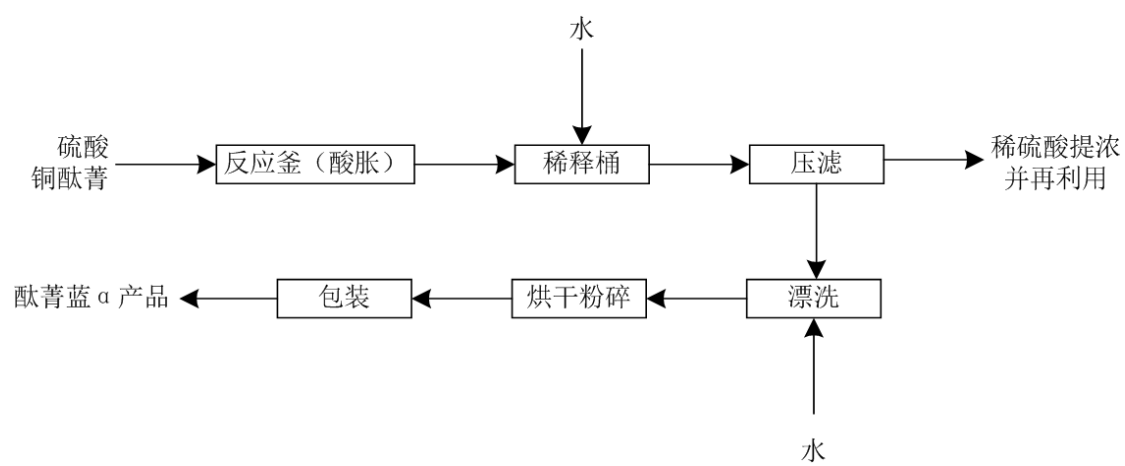 水
硫酸
铜酞菁
反应釜（酸胀）
稀释桶
压滤
稀硫酸提浓
并再利用
酞菁蓝α产品
包装
烘干粉碎
漂洗
水